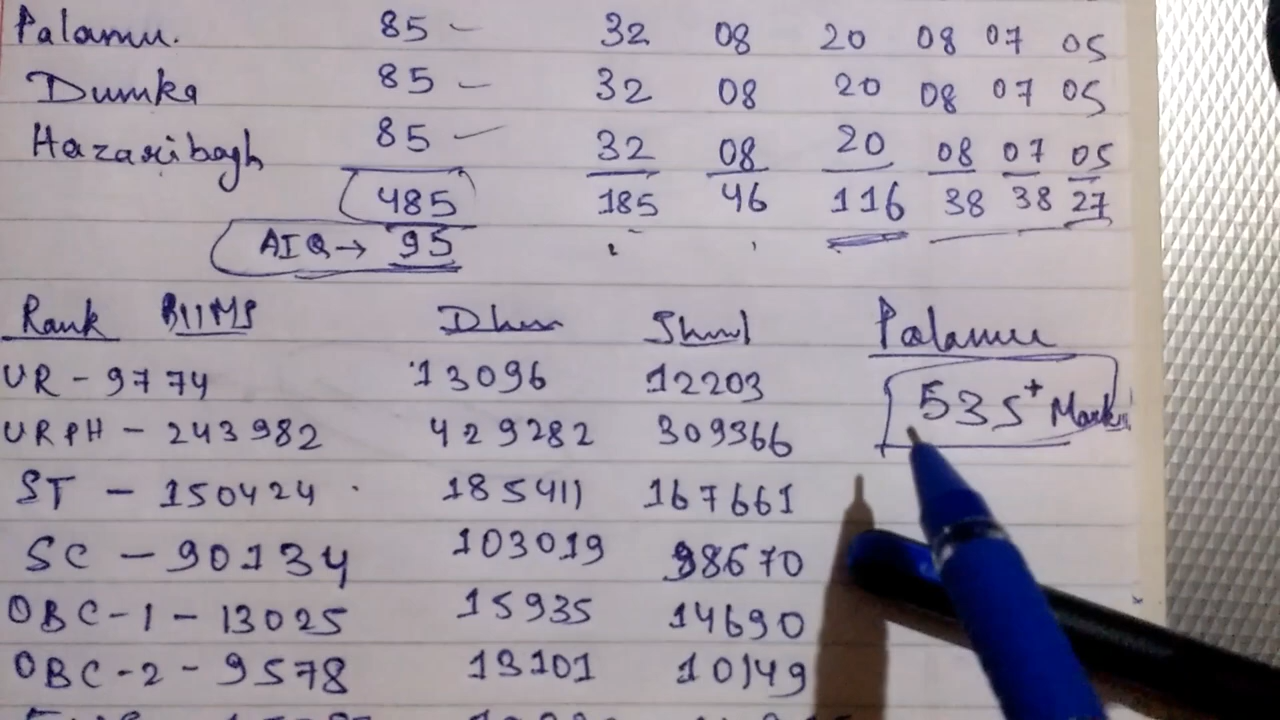 Palamu. 85 - 32 08 20 08 07 05
Dumka 85 - 32 08 20 08 07 05
Hazaribagh 85 - 32 08 20 08 07 05
485 185 46 116 38 38 27
AIQ → 95
Rank RIIMS Dhan Palamu
UR - 9774 13096 12203 535+ Marks
URPH - 243982 429282 309366
ST - 150424 185411 167661
SC - 90134 103019 98670
OBC-1 - 13025 15935 14690
OBC-2 - 9578 13101 10149